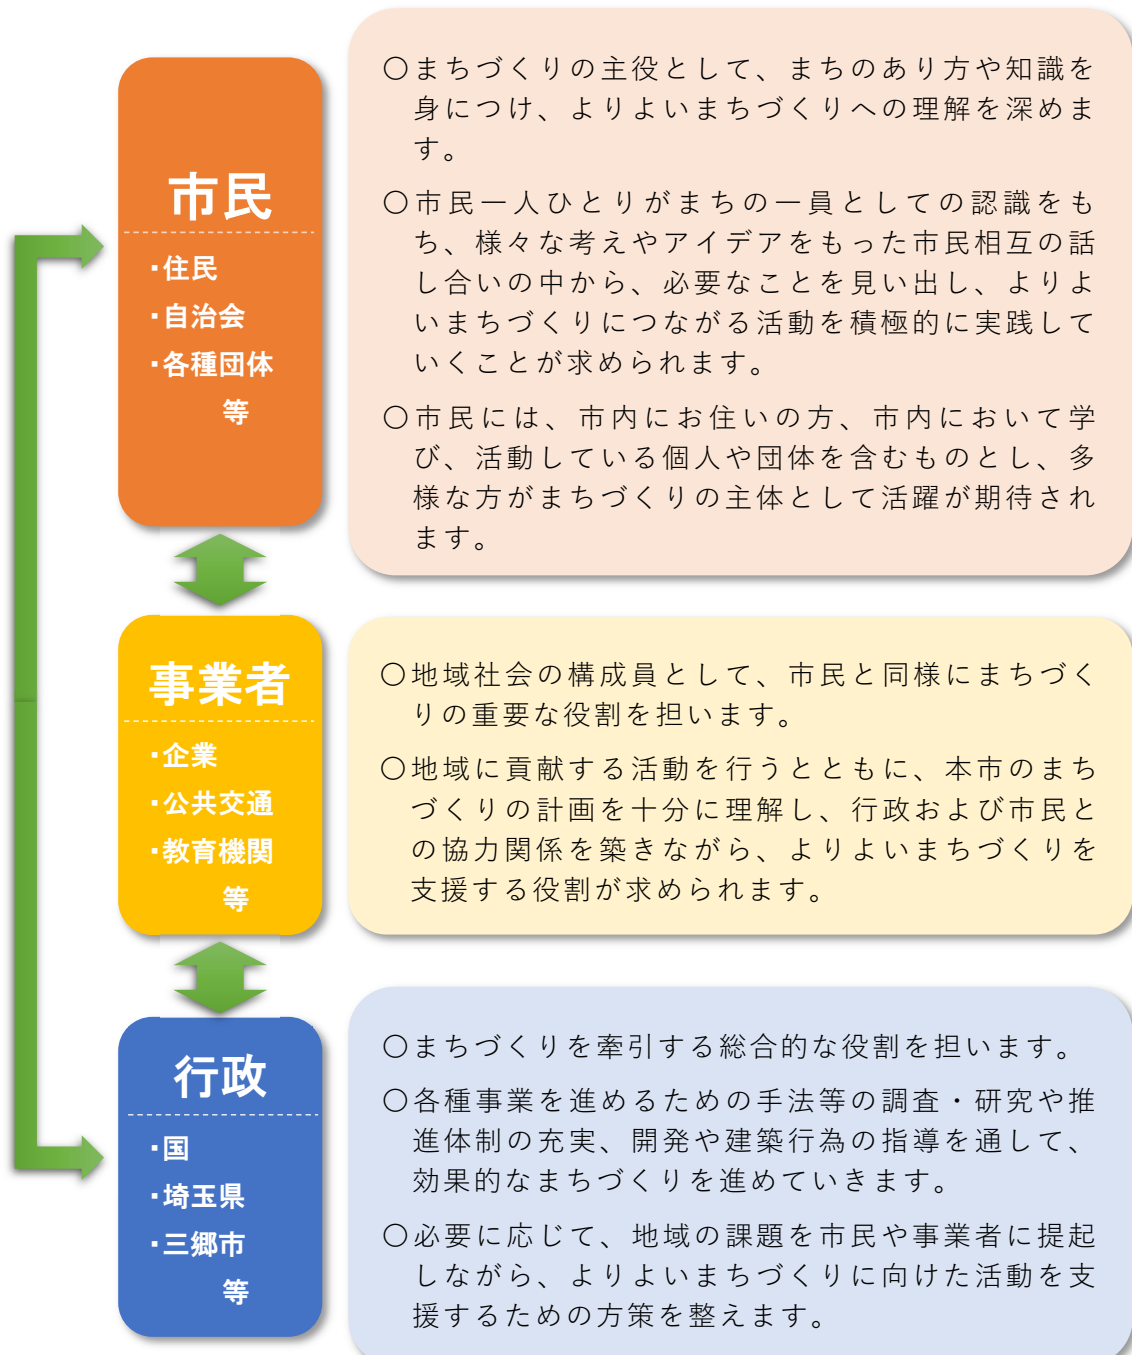 市民
・住民
・自治会
・各種団体
等
〇まちづくりの主役として、まちのあり方や知識を
身につけ、よりよいまちづくりへの理解を深めま
す。
〇市民一人ひとりがまちの一員としての認識をも
ち、様々な考えやアイデアをもった市民相互の話
し合いの中から、必要なことを見い出し、よりよ
いまちづくりにつながる活動を積極的に実践して
いくことが求められます。
〇市民には、市内にお住いの方、市内において学
び、活動している個人や団体を含むものとし、多
様な方がまちづくりの主体として活躍が期待され
ます。
事業者
・企業
・公共交通
・教育機関
等
〇地域社会の構成員として、市民と同様にまちづく
りの重要な役割を担います。
〇地域に貢献する活動を行うとともに、本市のまち
づくりの計画を十分に理解し、行政および市民と
の協力関係を築きながら、よりよいまちづくりを
支援する役割が求められます。
行政
・国
・埼玉県
・三郷市
等
〇まちづくりを牽引する総合的な役割を担います。
〇各種事業を進めるための手法等の調査・研究や推
進体制の充実、開発や建築行為の指導を通して、
効果的なまちづくりを進めていきます。
〇必要に応じて、地域の課題を市民や事業者に提起
しながら、よりよいまちづくりに向けた活動を支
援するための方策を整えます。